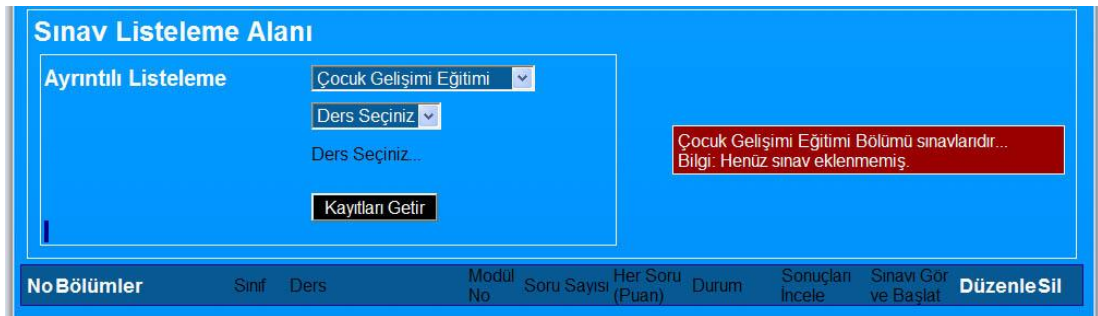 Sınav Listeleme Alanı
Ayrıntılı Listeleme
Çocuk Gelişimi Eğitimi
Ders Seçiniz
Ders Seçiniz...
Kayıtları Getir
Çocuk Gelişimi Eğitimi Bölümü sınavlarıdır...
Bilgi: Henüz sınav eklenmemiş.
No Bölümler Sınıf Ders Modül No Soru Sayısı Her Soru (Puan) Durum Sonuçları İncele Sınavı Gör ve Başlat Düzenle Sil